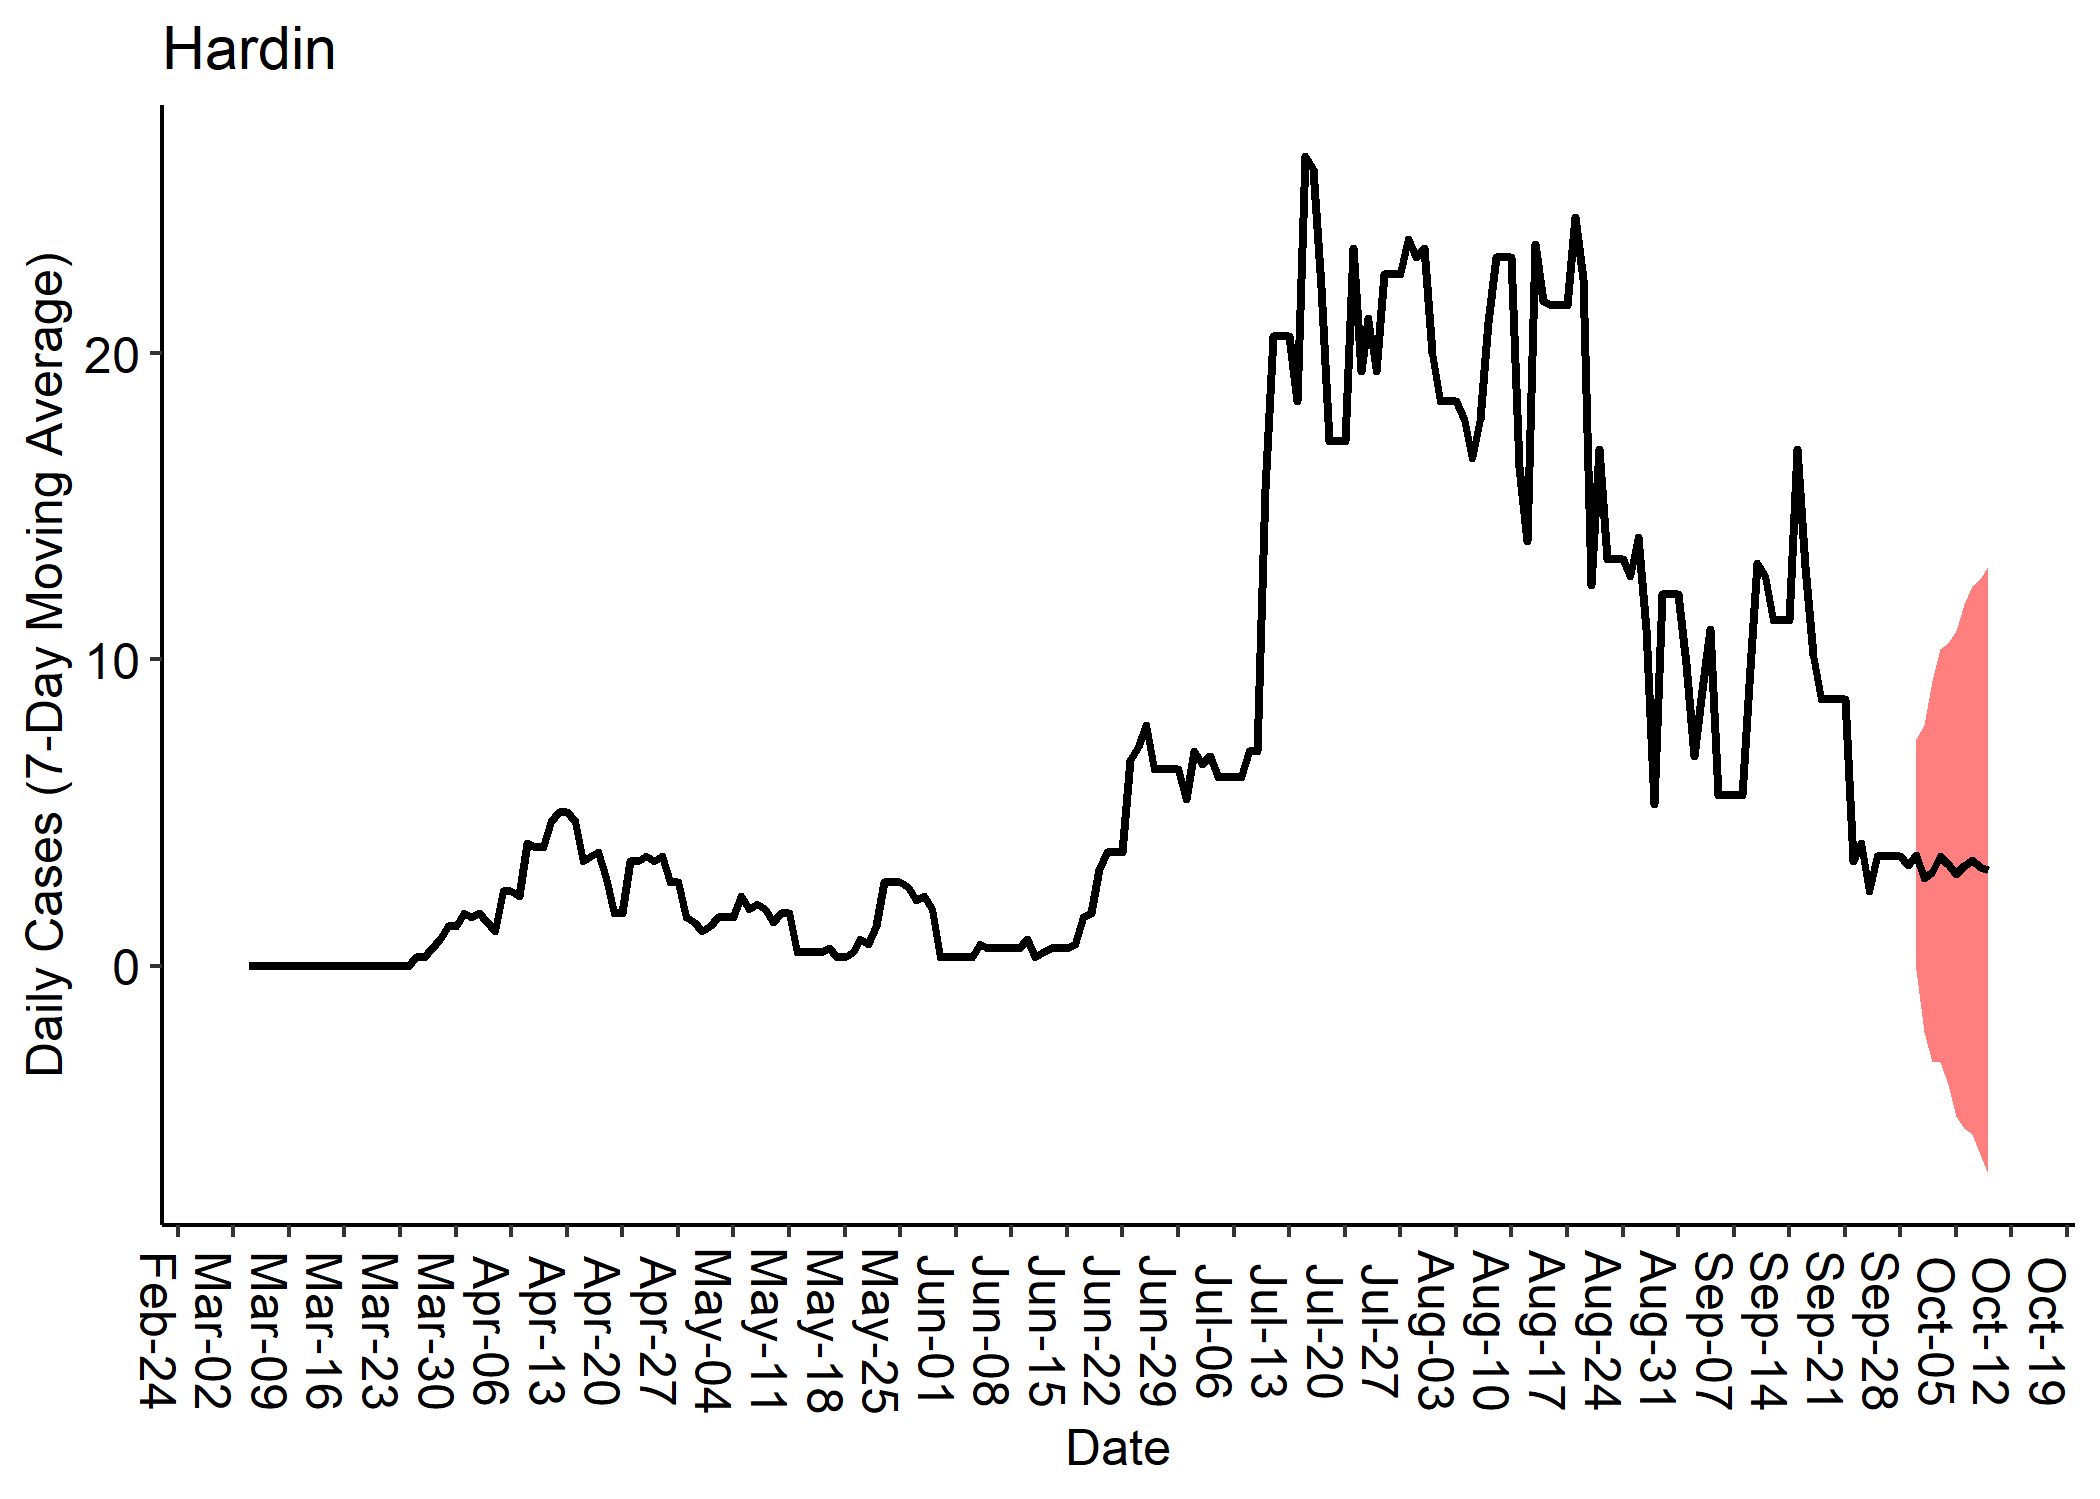 Hardin
Daily Cases (7-Day Moving Average)
20
10
0
Feb-24
Mar-02
Mar-09
Mar-16
Mar-23
Mar-30
Apr-06
Apr-13
Apr-20
Apr-27
May-04
May-11
May-18
May-25
Jun-01
Jun-08
Jun-15
Jun-22
Jun-29
Jul-06
Jul-13
Jul-20
Jul-27
Aug-03
Aug-10
Aug-17
Aug-24
Aug-31
Sep-07
Sep-14
Sep-21
Sep-28
Oct-05
Oct-12
Oct-19
Date